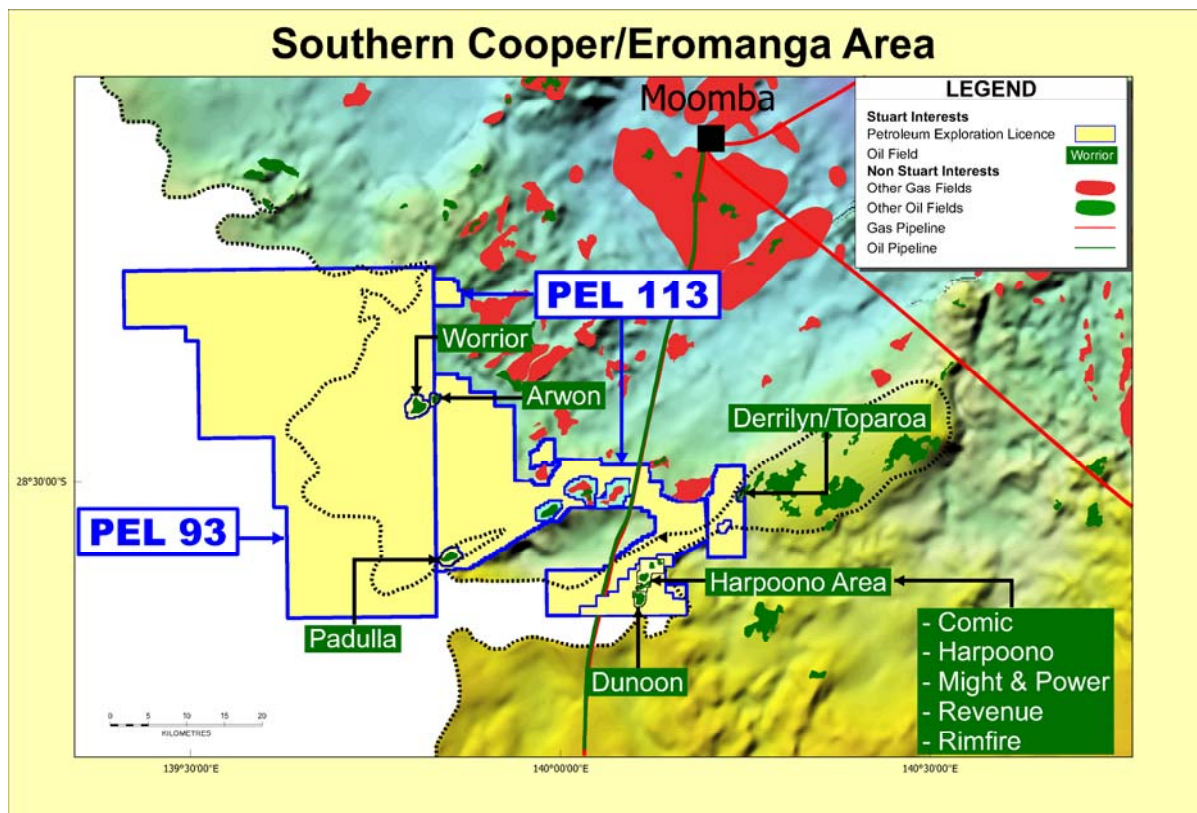 Southern Cooper/Eromanga Area
Moomba
LEGEND
Stuart Interests
Petroleum Exploration Licence
Oil Field
Worrior
Non Stuart Interests
Other Gas Fields
Other Oil Fields
Gas Pipeline
Oil Pipeline
PEL 113
Worrior
Arwon
Derrilyn/Toparoa
28°30'00"S
PEL 93
Harpoono Area
Padulla
Dunoon
- Comic
- Harpoono
- Might & Power
- Revenue
- Rimfire
0 5 10 20
KILOMETRES
139°30'00"E
140°00'00"E
140°30'00"E